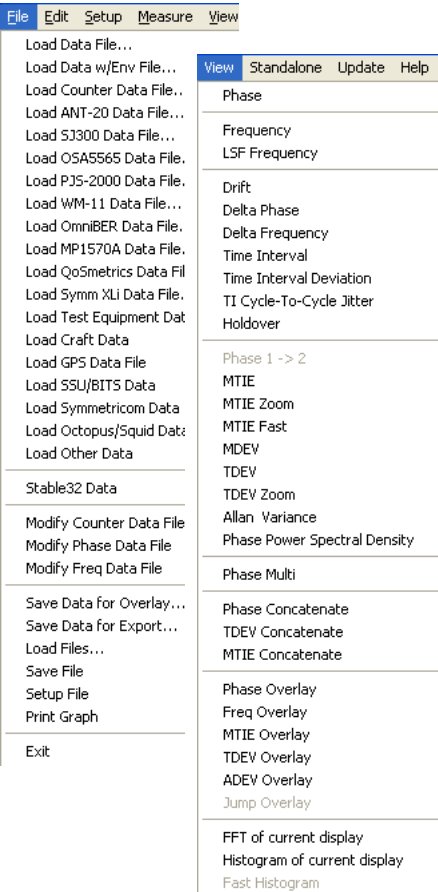 File Edit Setup Measure View
Load Data File...
Load Data w/Env File...
Load Counter Data File..
Load ANT-20 Data File...
Load SJ300 Data File...
Load OSA5565 Data File.
Load PJS-2000 Data File.
Load WM-11 Data File...
Load OmniBER Data File.
Load MP1570A Data File.
Load QoSmetrics Data Fil
Load Symm XLi Data File.
Load Test Equipment Dat
Load Craft Data
Load GPS Data File
Load SSU/BITS Data
Load Symmetricom Data
Load Octopus/Squid Data
Load Other Data
Stable32 Data
Modify Counter Data File
Modify Phase Data File
Modify Freq Data File
Save Data for Overlay...
Save Data for Export...
Load Files...
Save File
Setup File
Print Graph
Exit
View Standalone Update Help
Phase
Frequency
LSF Frequency
Drift
Delta Phase
Delta Frequency
Time Interval
Time Interval Deviation
TI Cycle-To-Cycle Jitter
Holdover
Phase 1 -> 2
MTIE
MTIE Zoom
MTIE Fast
MDEV
TDEV
TDEV Zoom
Allan Variance
Phase Power Spectral Density
Phase Multi
Phase Concatenate
TDEV Concatenate
MTIE Concatenate
Phase Overlay
Freq Overlay
MTIE Overlay
TDEV Overlay
ADEV Overlay
Jump Overlay
FFT of current display
Histogram of current display
Fast Histogram